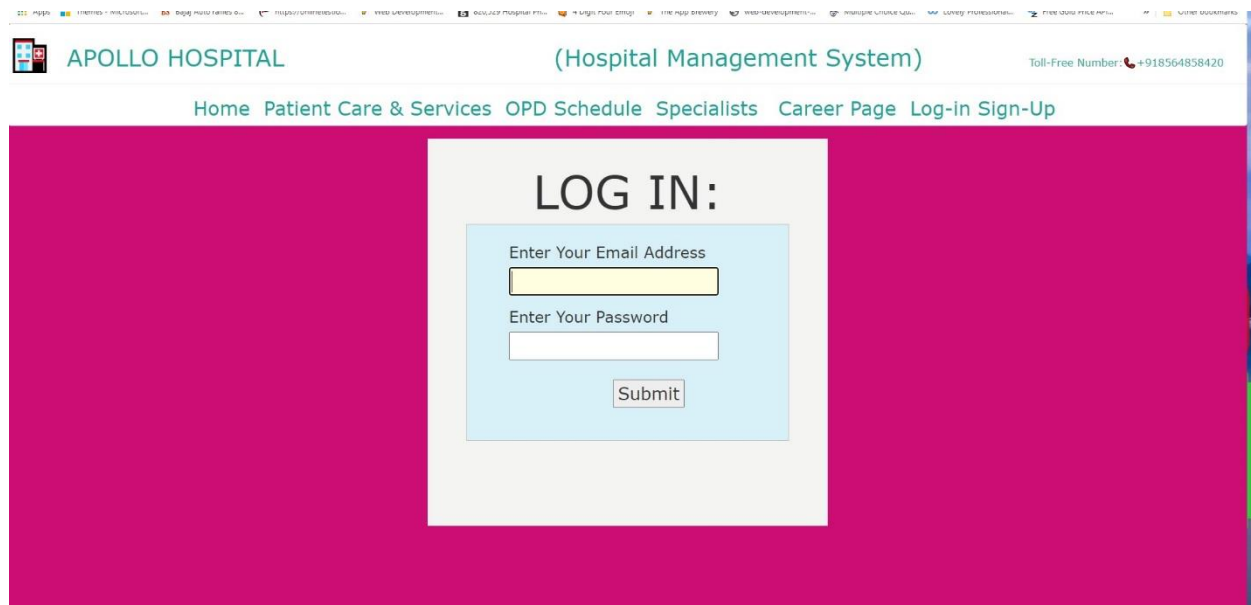 Apps
APOLLO HOSPITAL (Hospital Management System) Toll-Free Number: +918564858420
Home Patient Care & Services OPD Schedule Specialists Career Page Log-in Sign-Up
LOG IN:
Enter Your Email Address
Enter Your Password
Submit